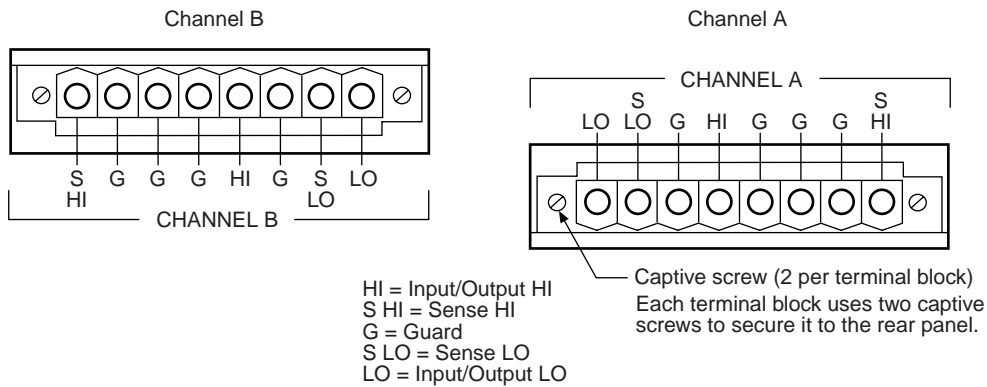 Channel B
Channel A
S HI G G G HI G S LO LO
CHANNEL B
CHANNEL A
LO S LO G HI G G G S HI
Captive screw (2 per terminal block)
Each terminal block uses two captive
screws to secure it to the rear panel.
HI = Input/Output HI
S HI = Sense HI
G = Guard
S LO = Sense LO
LO = Input/Output LO